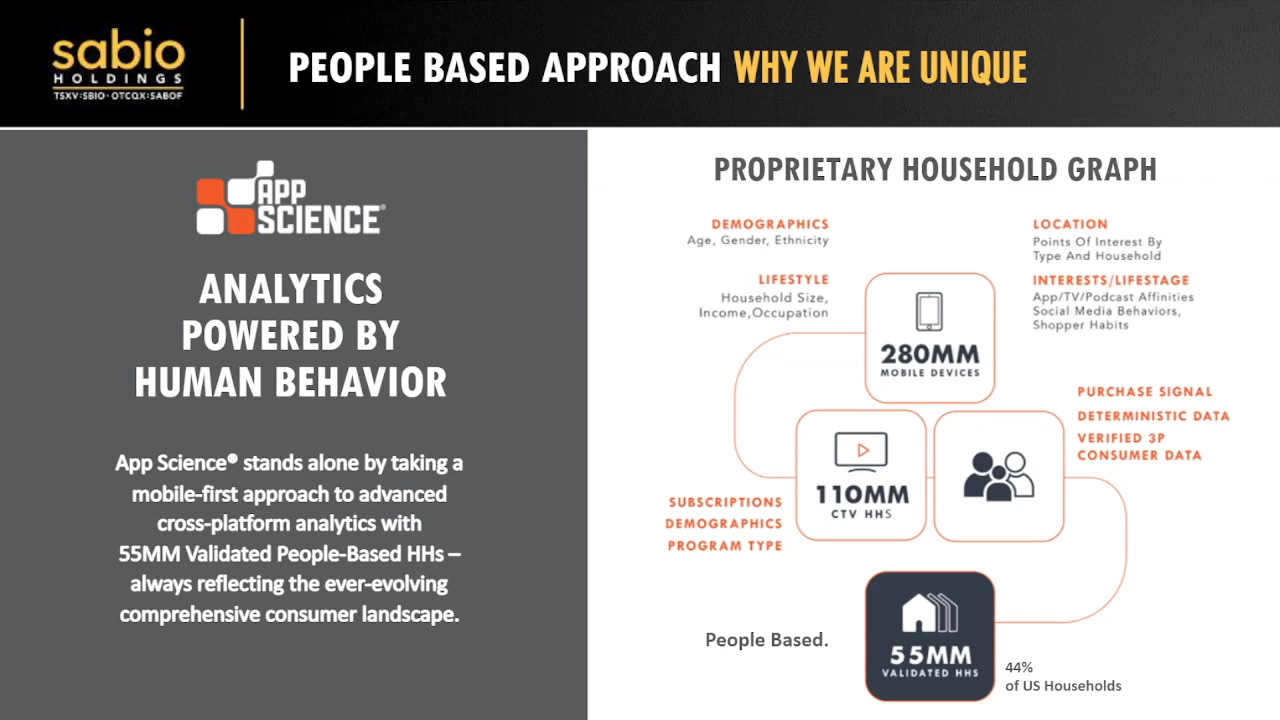 sabio
HOLDINGS
TSXV:SBIO · OTCQX:SABOF
PEOPLE BASED APPROACH WHY WE ARE UNIQUE
APP
SCIENCE®
ANALYTICS
POWERED BY
HUMAN BEHAVIOR
App Science® stands alone by taking a
mobile-first approach to advanced
cross-platform analytics with
55MM Validated People-Based HHs –
always reflecting the ever-evolving
comprehensive consumer landscape.
PROPRIETARY HOUSEHOLD GRAPH
DEMOGRAPHICS
Age, Gender, Ethnicity
LIFESTYLE
Household Size,
Income,Occupation
LOCATION
Points Of Interest By
Type And Household
INTERESTS/LIFESTAGE
App/TV/Podcast Affinities
Social Media Behaviors,
Shopper Habits
280MM
MOBILE DEVICES
PURCHASE SIGNAL
DETERMINISTIC DATA
VERIFIED 3P
CONSUMER DATA
110MM
CTV HHS
SUBSCRIPTIONS
DEMOGRAPHICS
PROGRAM TYPE
People Based.
55MM
VALIDATED HHS
44%
of US Households